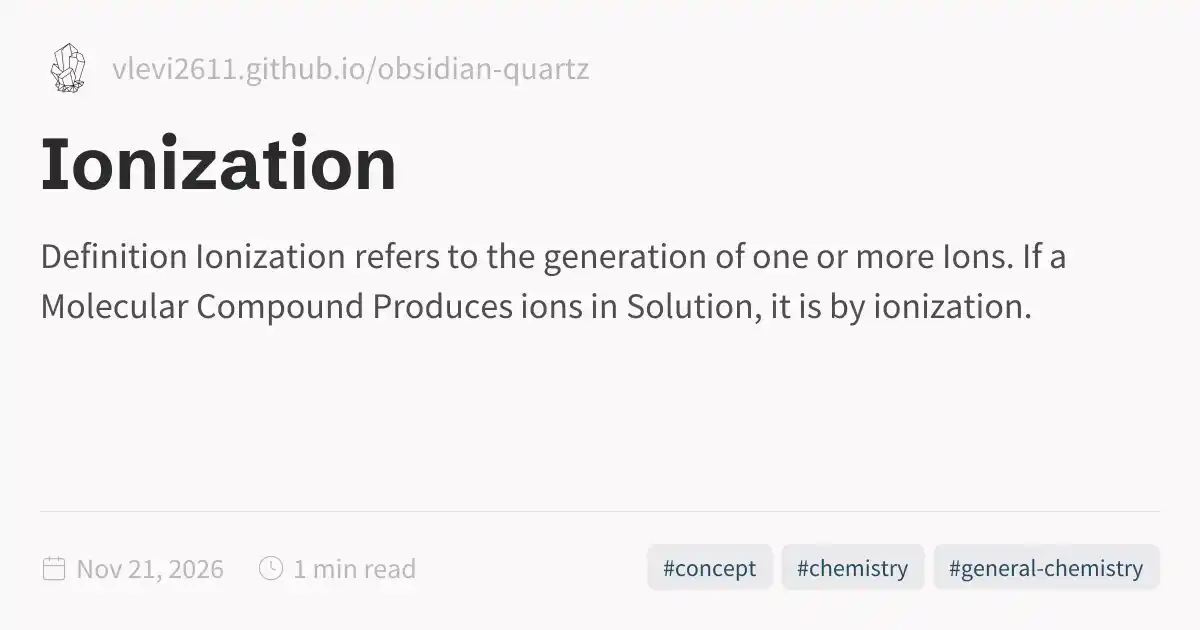 vlevi2611.github.io/obsidian-quartz
Ionization
Definition Ionization refers to the generation of one or more Ions. If a
Molecular Compound Produces ions in Solution, it is by ionization.
Nov 21, 2026 1 min read #concept #chemistry #general-chemistry